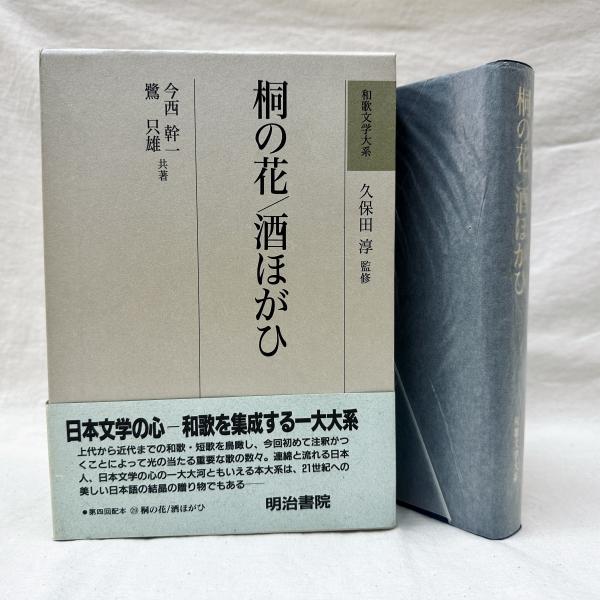 和歌文学大系
久保田 淳 監修
桐の花/酒ほがひ
今西 幹一
鷺 只雄 共著
日本文学の心―和歌を集成する一大大系
上代から近代までの和歌・短歌を鳥瞰し、今回初めて注釈がつ
くことによって光の当たる重要な歌の数々。連綿と流れる日本
人、日本文学の心の一大大河ともいえる本大系は、21世紀への
美しい日本語の結晶の贈り物でもある――
●第四回配本 ㉙ 桐の花/酒ほがひ
明治書院
桐の花/酒ほがひ